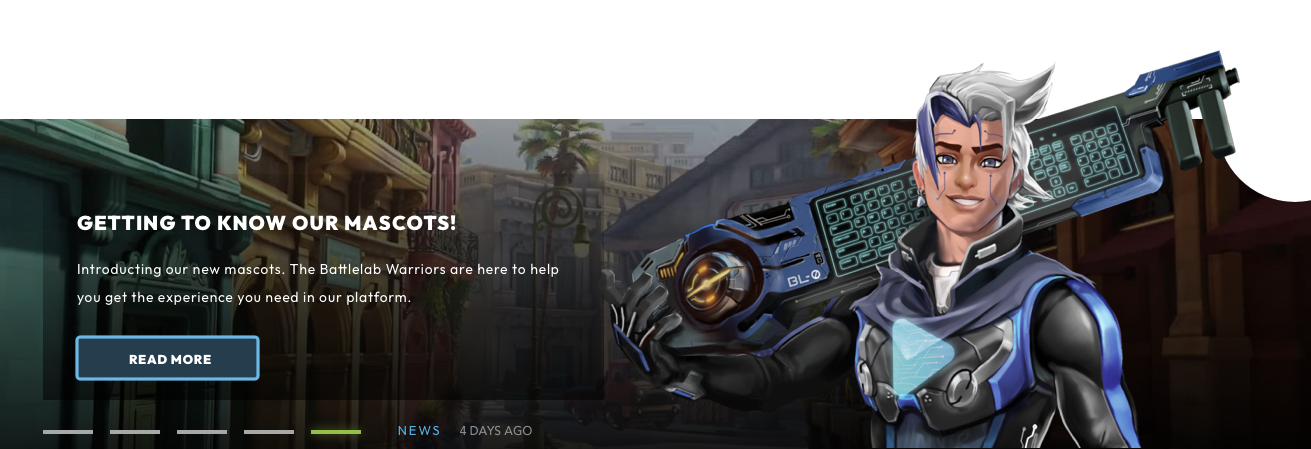 GETTING TO KNOW OUR MASCOTS!
Introducting our new mascots. The Battlelab Warriors are here to help
you get the experience you need in our platform.
BL-0
READ MORE
NEWS 4 DAYS AGO